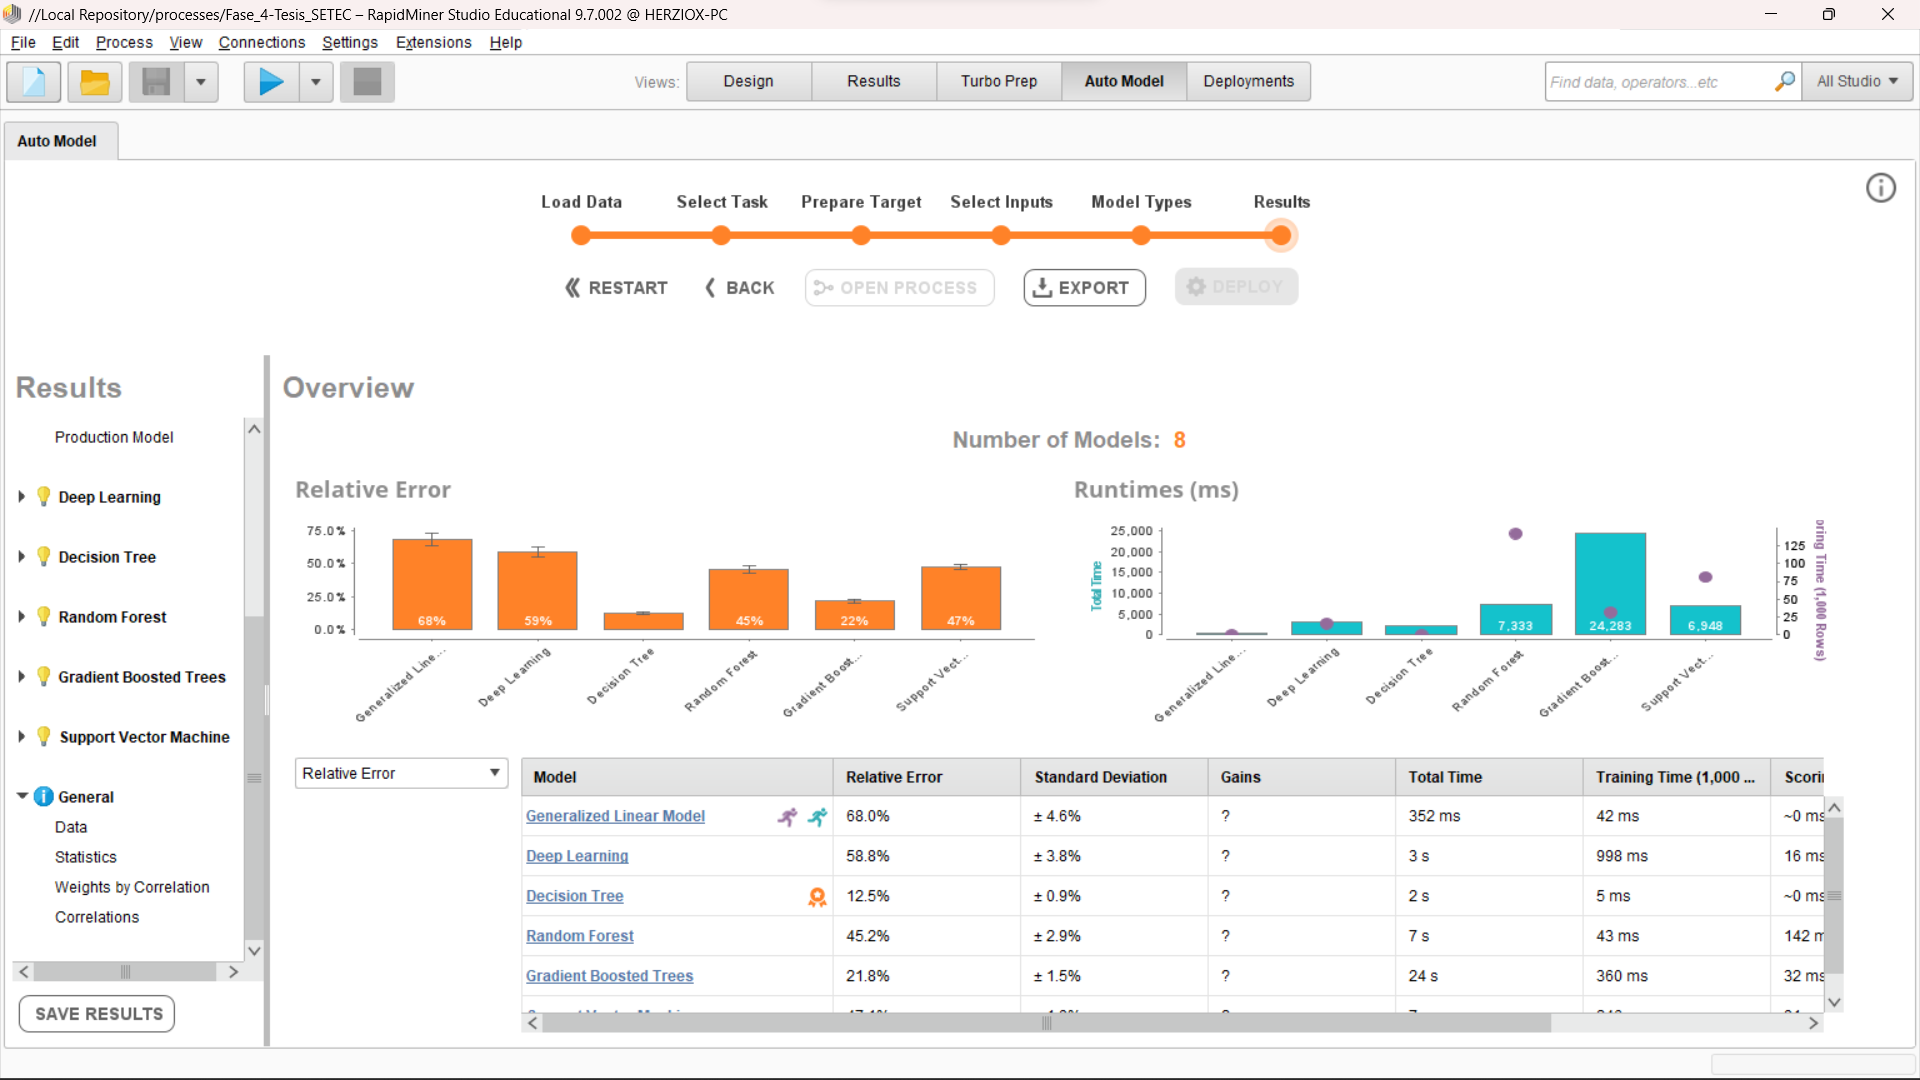 //Local Repository/processes/Fase_4-Tesis_SETEC – RapidMiner Studio Educational 9.7.002 @ HERZIOX-PC
File Edit Process View Connections Settings Extensions Help
Views: Design Results Turbo Prep Auto Model Deployments
Find data, operators...etc
All Studio
Auto Model
Load Data Select Task Prepare Target Select Inputs Model Types Results
RESTART BACK OPEN PROCESS EXPORT DEPLOY
Results
Production Model
Deep Learning
Decision Tree
Random Forest
Gradient Boosted Trees
Support Vector Machine
General
Data
Statistics
Weights by Correlation
Correlations
SAVE RESULTS
Overview
Number of Models: 8
Relative Error
75.0%
50.0%
25.0%
0.0%
68% 59% 45% 22% 47%
Generalized Line... Deep Learning Decision Tree Random Forest Gradient Boost... Support Vect...
Runtimes (ms)
Total Time
25,000
20,000
15,000
10,000
5,000
0
7,333 24,283 6,948
125
100
75
50
25
0
oring Time (1,000 Rows)
Generalized Line... Deep Learning Decision Tree Random Forest Gradient Boost... Support Vect...
Relative Error
Model Relative Error Standard Deviation Gains Total Time Training Time (1,000 ... Scori
Generalized Linear Model 68.0% ± 4.6% ? 352 ms 42 ms ~0 ms
Deep Learning 58.8% ± 3.8% ? 3 s 998 ms 16 ms
Decision Tree 12.5% ± 0.9% ? 2 s 5 ms ~0 ms
Random Forest 45.2% ± 2.9% ? 7 s 43 ms 142 m
Gradient Boosted Trees 21.8% ± 1.5% ? 24 s 360 ms 32 ms